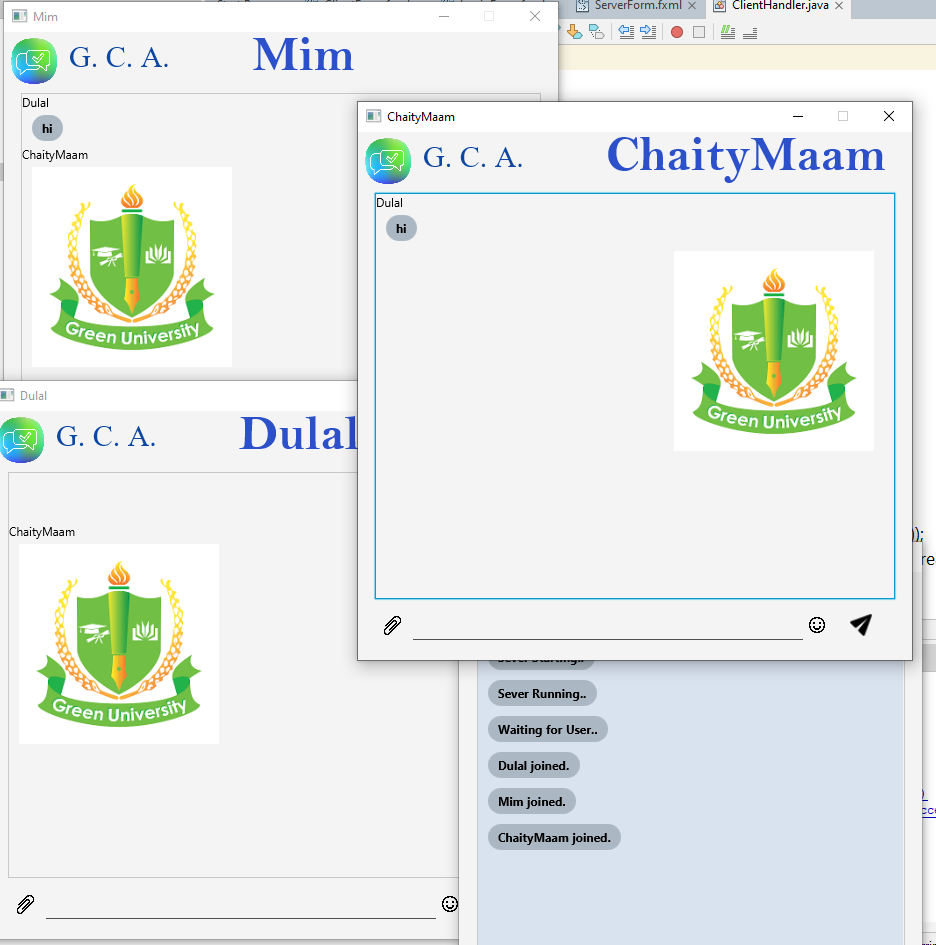 Mim
G. C. A.
Mim
Dulal
hi
ChaityMaam
Green University
ServerForm.fxml
ClientHandler.java
ChaityMaam
G. C. A.
ChaityMaam
Dulal
hi
Green University
Dulal
G. C. A.
Dulal
ChaityMaam
Green University
));
re
Sever Starting..
Sever Running..
Waiting for User..
Dulal joined.
Mim joined.
ChaityMaam joined.